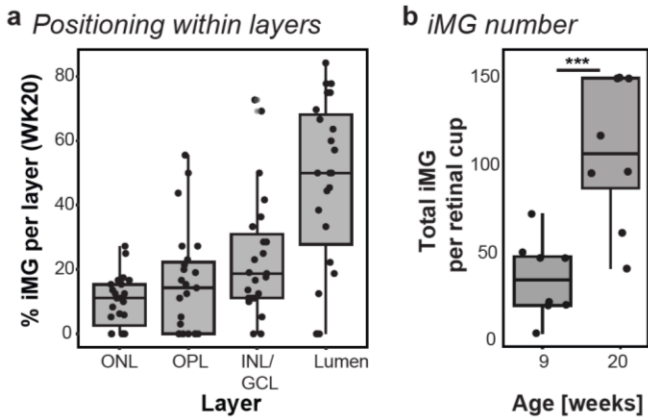 a Positioning within layers
% iMG per layer (WK20)
80
60
40
20
0
ONL OPL INL/ Lumen
GCL
Layer
b iMG number
Total iMG
per retinal cup
150
100
50
0
***
9 20
Age [weeks]